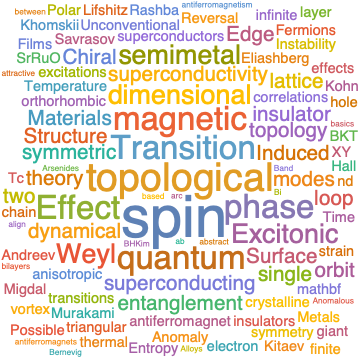 between Polar Lifshitz Rashba antiferromagnetism
Khomskii Unconventional Reversal infinite layer
Films Savrasov superconductors Edge Fermions
SrRuO Chiral semimetal Eliashberg Instability
excitations superconductivity lattice effects Kohn
Temperature dimensional correlations hole
orthorhombic attractive insulator basics
Materials magnetic topology BKT
Structure Transition Induced XY
symmetric Arsenides Band Hall
Tc theory topological nodes nd
two Effect based arc Bi loop
chain spin phase Time
align dynamical Excitonic
Andreev Weyl BHKim quantum Surface strain
bilayers anisotropic ab abstract single orbit
Migdal superconducting Anomalous
vortex transitions entanglement crystalline mathbf
Possible Murakami antiferromagnet insulators Metals
triangular Anomaly symmetry giant
antiferromagnets thermal Entropy electron Kitaev finite
Bernevig Alloys